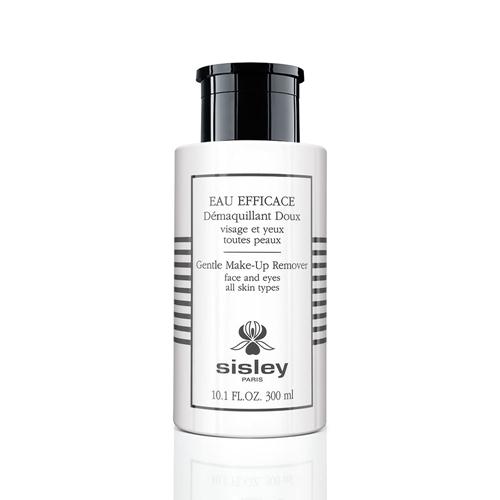 EAU EFFICACE
Démaquillant Doux
visage et yeux
toutes peaux
Gentle Make-Up Remover
face and eyes
all skin types
sisley
PARIS
10.1 FL.OZ. 300 ml